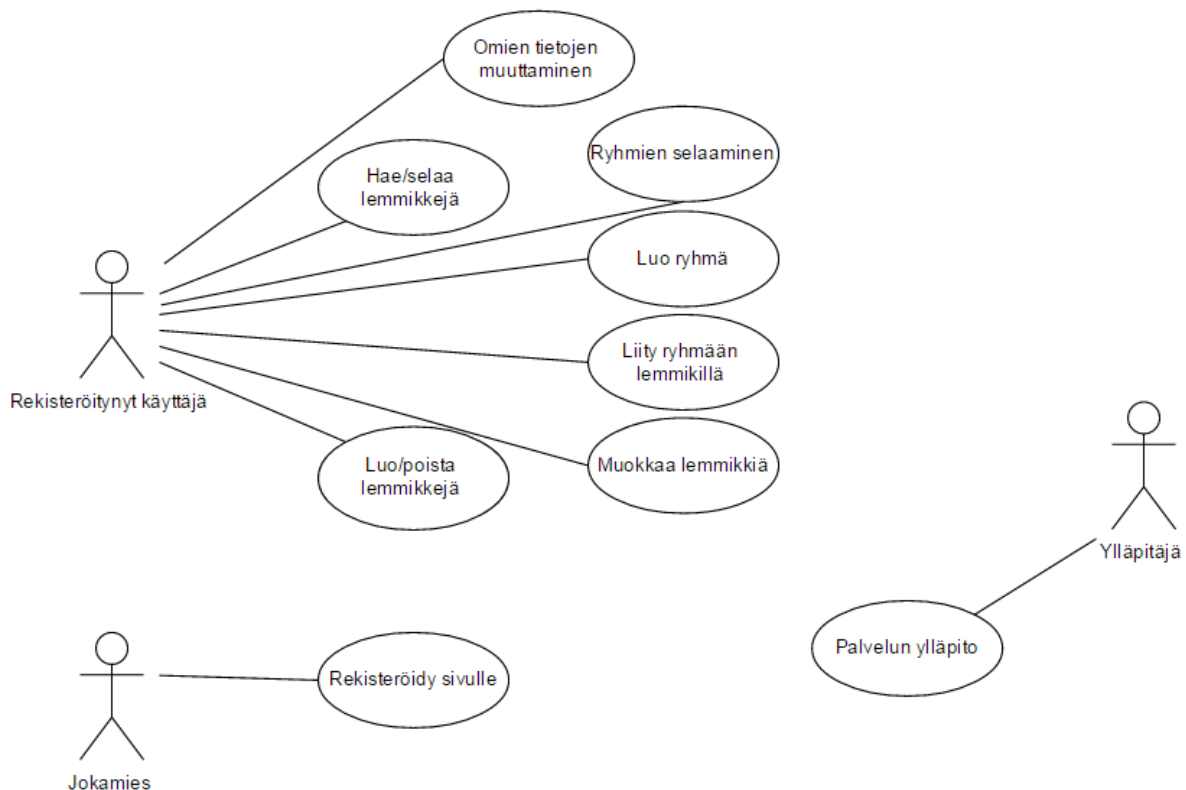 Omien tietojen
muuttaminen
Ryhmien selaaminen
Hae/selaa
lemmikkejä
Luo ryhmä
Liity ryhmään
lemmikillä
Rekisteröitynyt käyttäjä
Luo/poista
lemmikkejä
Muokkaa lemmikkiä
Ylläpitäjä
Palvelun ylläpito
Rekisteröidy sivulle
Jokamies